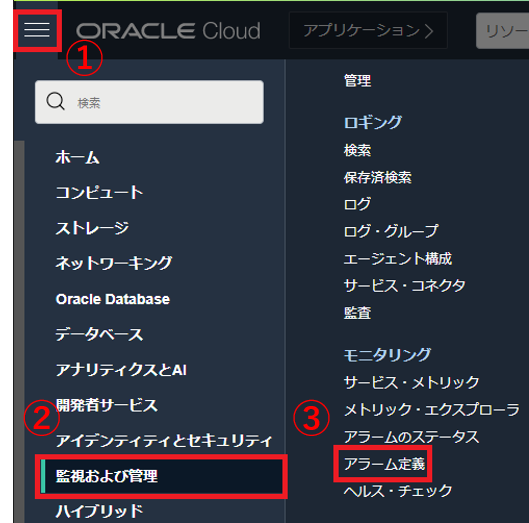 ORACLE Cloud
アプリケーション
リソー
①
検索
ホーム
コンピュート
ストレージ
ネットワーキング
Oracle Database
データベース
アナリティクスとAI
②
開発者サービス
アイデンティティとセキュリティ
監視および管理
ハイブリッド
管理
ロギング
検索
保存済検索
ログ
ログ・グループ
エージェント構成
サービス・コネクタ
監査
モニタリング
サービス・メトリック
③
メトリック・エクスプローラ
アラームのステータス
アラーム定義
ヘルス・チェック